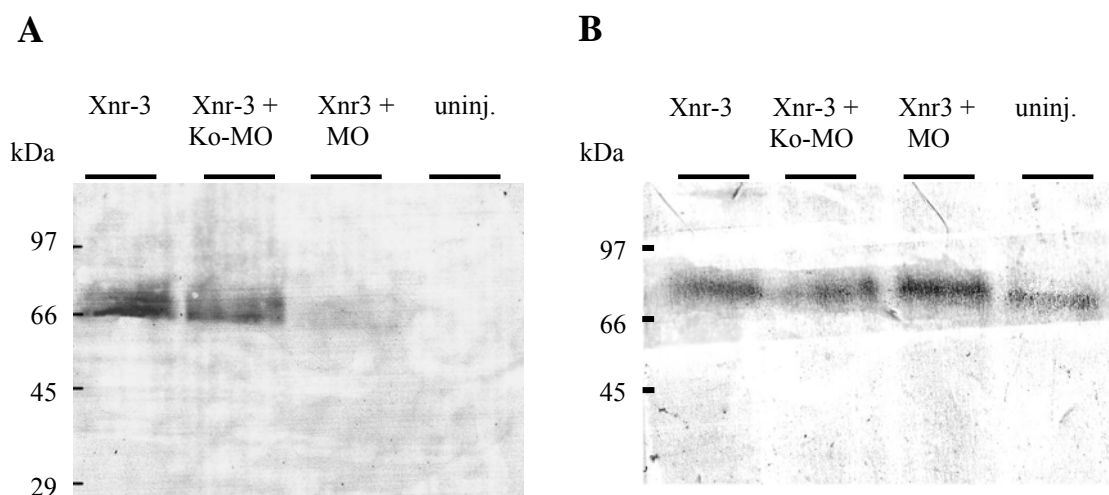 A
Xnr-3
Xnr-3 +
Ko-MO
Xnr3 +
MO
uninj.
kDa
97
66
45
29
B
Xnr-3
Xnr-3 +
Ko-MO
Xnr3 +
MO
uninj.
kDa
97
66
45